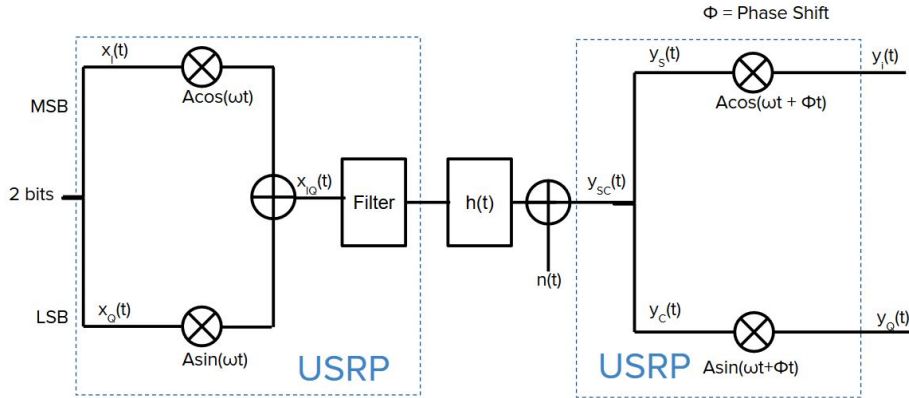 Φ = Phase Shift
x_I(t)
y_S(t)
y_i(t)
MSB
Acos(ωt)
Acos(ωt + Φt)
2 bits
x_IQ(t)
Filter
h(t)
y_SC(t)
n(t)
LSB
x_Q(t)
y_C(t)
y_Q(t)
Asin(ωt)
Asin(ωt+Φt)
USRP
USRP